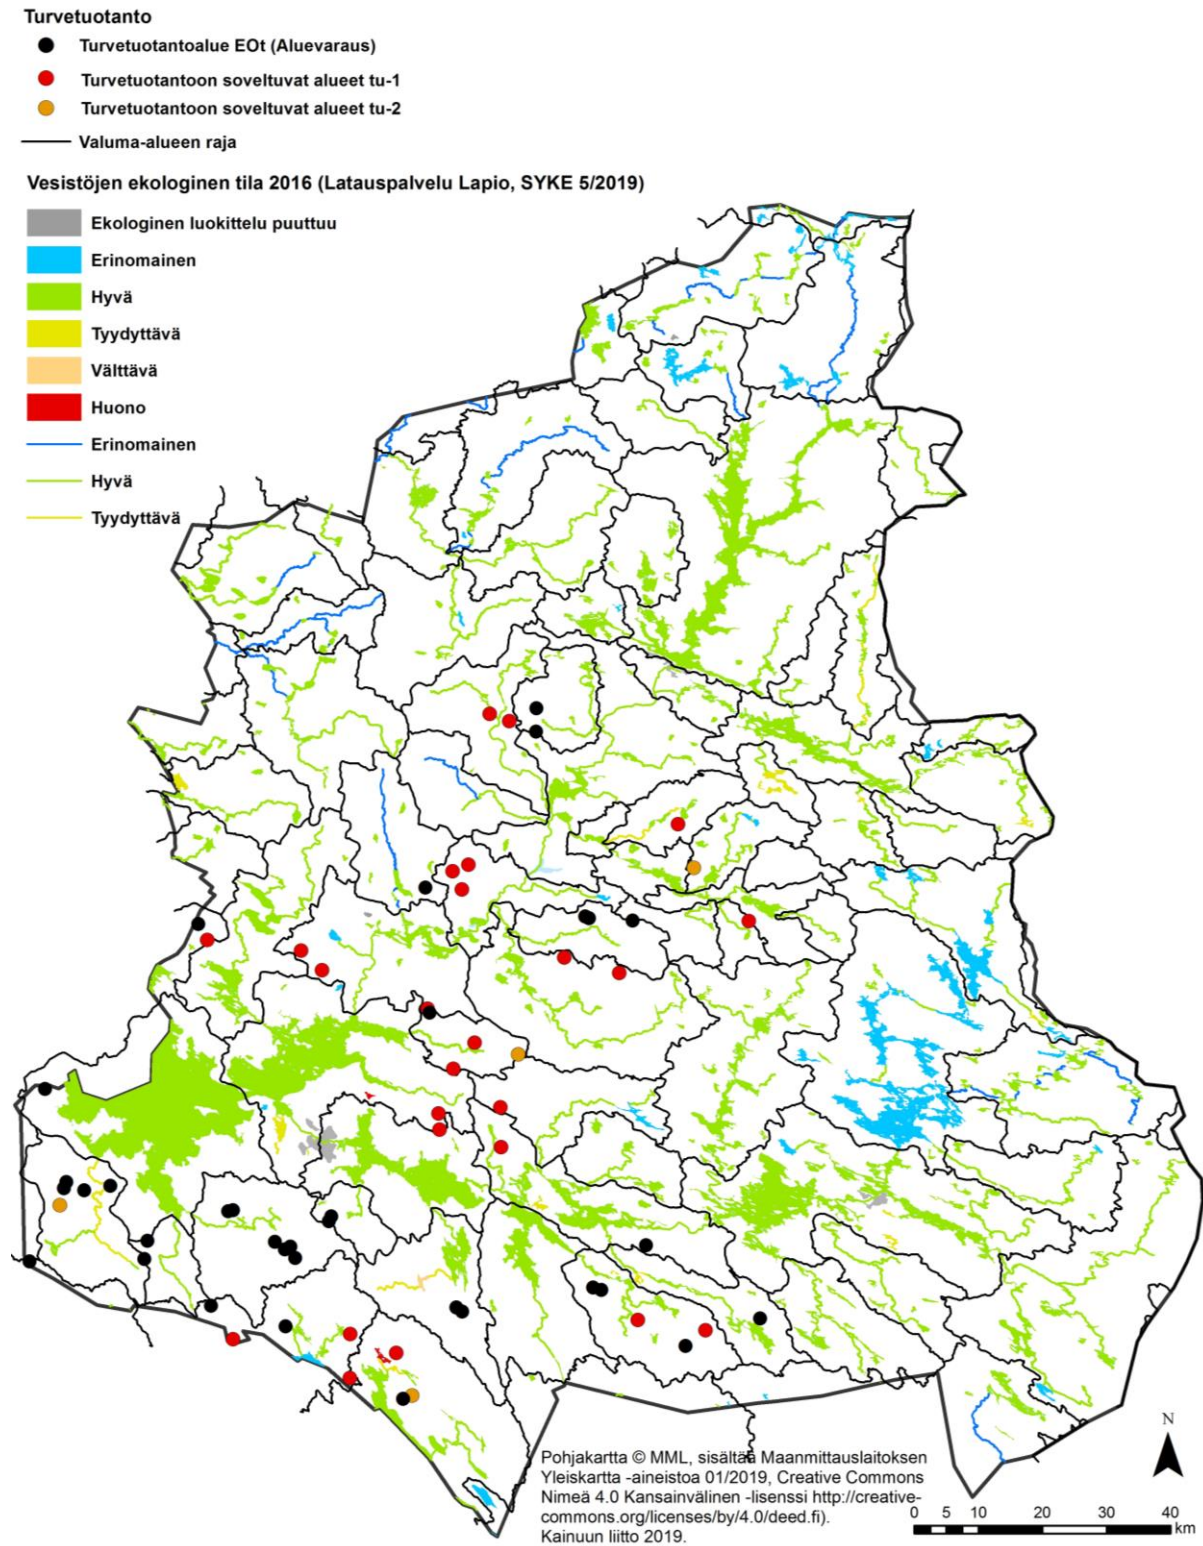 Turvetuotanto
Turvetuotantoalue EOt (Aluevaraus)
Turvetuotantoon soveltuvat alueet tu-1
Turvetuotantoon soveltuvat alueet tu-2
Valuma-alueen raja
Vesistöjen ekologinen tila 2016 (Latauspalvelu Lapio, SYKE 5/2019)
Ekologinen luokittelu puuttuu
Erinomainen
Hyvä
Tyydyttävä
Välttävä
Huono
Erinomainen
Hyvä
Tyydyttävä
N
Pohjakartta © MML, sisältää Maanmittauslaitoksen
Yleiskartta -aineistoa 01/2019, Creative Commons
Nimeä 4.0 Kansainvälinen -lisenssi http://creative-
commons.org/licenses/by/4.0/deed.fi).
Kainuun liitto 2019.
0 5 10 20 30 40
km